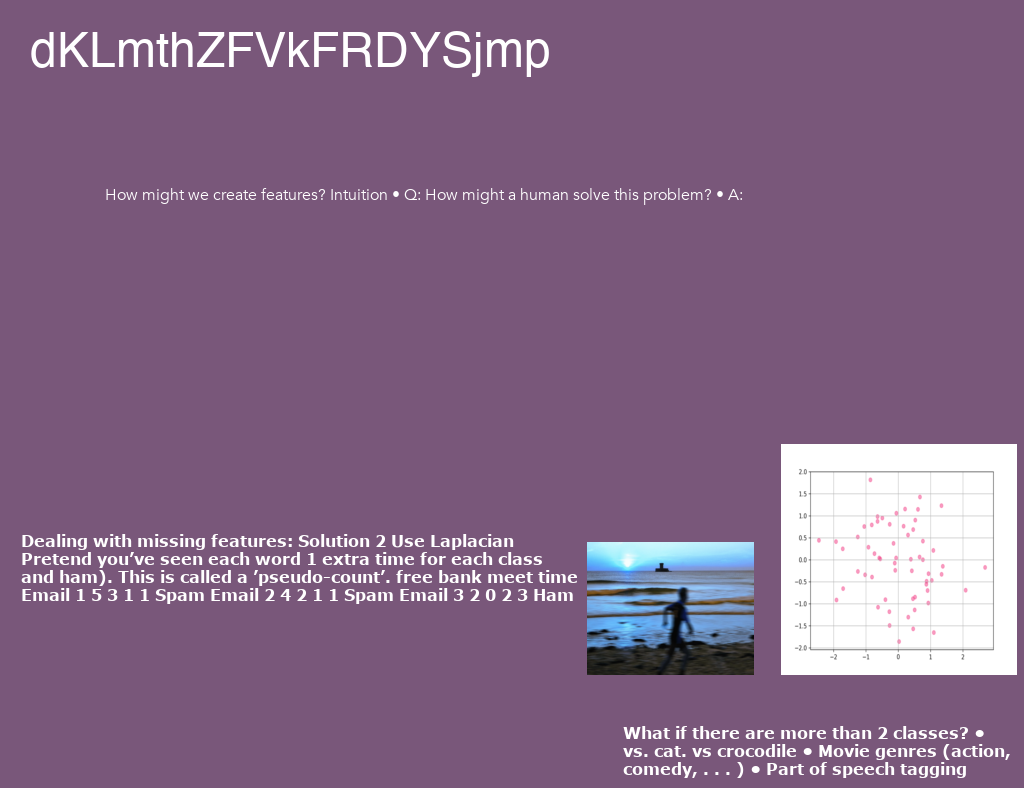 dKLmthZFVkFRDYSjmp
How might we create features? Intuition • Q: How might a human solve this problem? • A:
Dealing with missing features: Solution 2 Use Laplacian
Pretend you’ve seen each word 1 extra time for each class
and ham). This is called a ’pseudo-count’. free bank meet time
Email 1 5 3 1 1 Spam Email 2 4 2 1 1 Spam Email 3 2 0 2 3 Ham
2.0
1.5
1.0
0.5
0.0
−0.5
−1.0
−1.5
−2.0
−2 −1 0 1 2
What if there are more than 2 classes? •
vs. cat. vs crocodile • Movie genres (action,
comedy, . . . ) • Part of speech tagging